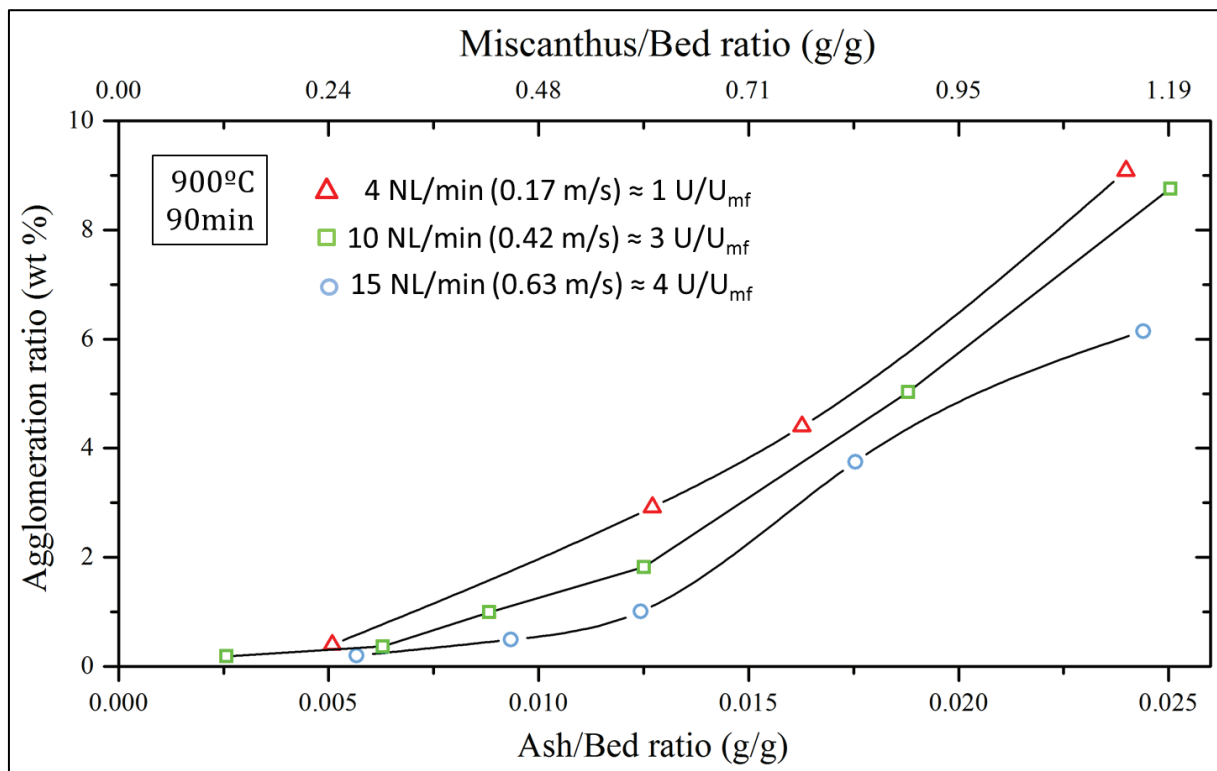 Miscanthus/Bed ratio (g/g)
0.00 0.24 0.48 0.71 0.95 1.19
10
8
6
4
2
0
Agglomeration ratio (wt %)
900ºC
90min
4 NL/min (0.17 m/s) ≈ 1 U/Umf
10 NL/min (0.42 m/s) ≈ 3 U/Umf
15 NL/min (0.63 m/s) ≈ 4 U/Umf
0.000 0.005 0.010 0.015 0.020 0.025
Ash/Bed ratio (g/g)